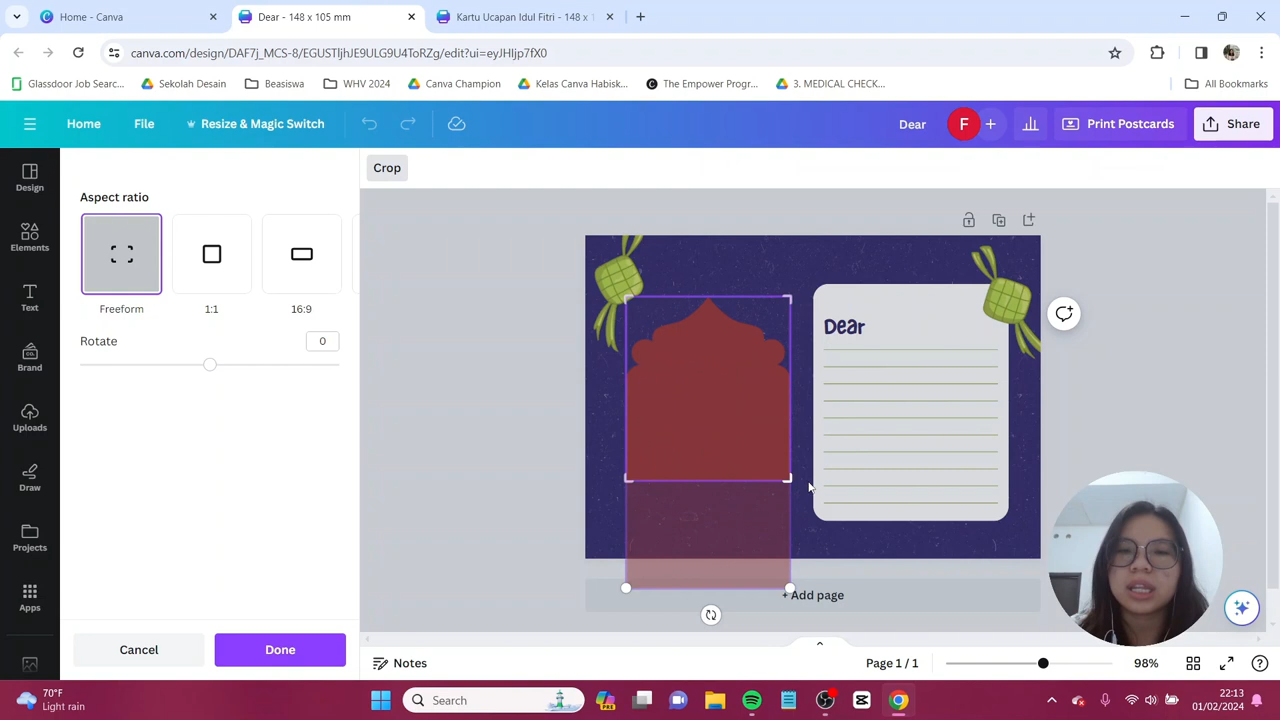 Home - Canva
Dear - 148 x 105 mm
Kartu Ucapan Idul Fitri - 148 x
canva.com/design/DAF7j_MCS-8/EGUSTljhJE9ULG9U4ToRZg/edit?ui=eyJHIjp7fX0
Glassdoor Job Searc...
Sekolah Desain
Beasiswa
WHV 2024
Canva Champion
Kelas Canva Habisk...
The Empower Progr...
3. MEDICAL CHECK...
All Bookmarks
Home
File
Resize & Magic Switch
Dear
F
Print Postcards
Share
Design
Elements
Text
Brand
Uploads
Draw
Projects
Apps
Aspect ratio
Freeform
1:1
16:9
Rotate
0
Cancel
Done
Crop
Dear
+ Add page
Notes
Page 1 / 1
98%
70°F
Light rain
Search
PRE
22:13
01/02/2024